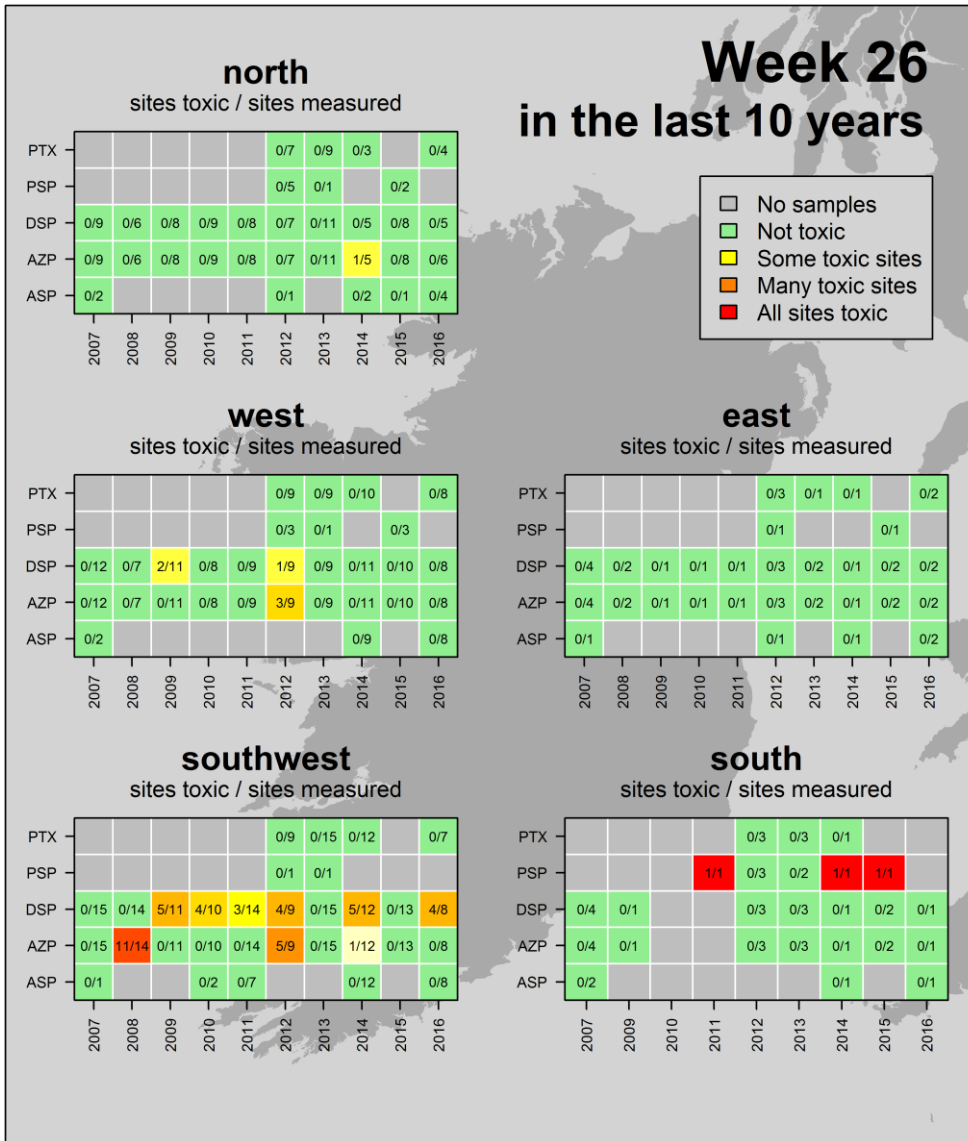 Week 26
in the last 10 years
No samples
Not toxic
Some toxic sites
Many toxic sites
All sites toxic
north
sites toxic / sites measured
PTX 0/7 0/9 0/3 0/4
PSP 0/5 0/1 0/2
DSP 0/9 0/6 0/8 0/9 0/8 0/7 0/11 0/5 0/8 0/5
AZP 0/9 0/6 0/8 0/9 0/8 0/7 0/11 1/5 0/8 0/6
ASP 0/2 0/1 0/2 0/1 0/4
2007 2008 2009 2010 2011 2012 2013 2014 2015 2016
west
sites toxic / sites measured
PTX 0/9 0/9 0/10 0/8
PSP 0/3 0/1 0/3
DSP 0/12 0/7 2/11 0/8 0/9 1/9 0/9 0/11 0/10 0/8
AZP 0/12 0/7 0/11 0/8 0/9 3/9 0/9 0/11 0/10 0/8
ASP 0/2 0/9 0/8
2007 2008 2009 2010 2011 2012 2013 2014 2015 2016
east
sites toxic / sites measured
PTX 0/3 0/1 0/1 0/2
PSP 0/1 0/1
DSP 0/4 0/2 0/1 0/1 0/1 0/3 0/2 0/1 0/2 0/2
AZP 0/4 0/2 0/1 0/1 0/1 0/3 0/2 0/1 0/2 0/2
ASP 0/1 0/1 0/1 0/2
2007 2008 2009 2010 2011 2012 2013 2014 2015 2016
southwest
sites toxic / sites measured
PTX 0/9 0/15 0/12 0/7
PSP 0/1 0/1
DSP 0/15 0/14 5/11 4/10 3/14 4/9 0/15 5/12 0/13 4/8
AZP 0/15 11/14 0/11 0/10 0/14 5/9 0/15 1/12 0/13 0/8
ASP 0/1 0/2 0/7 0/12 0/8
2007 2008 2009 2010 2011 2012 2013 2014 2015 2016
south
sites toxic / sites measured
PTX 0/3 0/3 0/1
PSP 1/1 0/3 0/2 1/1 1/1
DSP 0/4 0/1 0/3 0/3 0/1 0/2 0/1
AZP 0/4 0/1 0/3 0/3 0/1 0/2 0/1
ASP 0/2 0/1 0/1
2007 2009 2011 2012 2013 2014 2015 2016